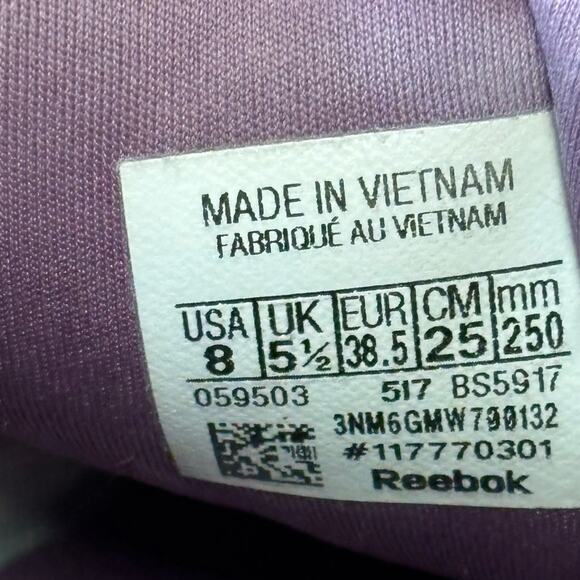 MADE IN VIETNAM
FABRIQUÉ AU VIETNAM
USA UK EUR CM mm
8 5½ 38.5 25 250
059503 517 BS5917
#117770301
Reebok